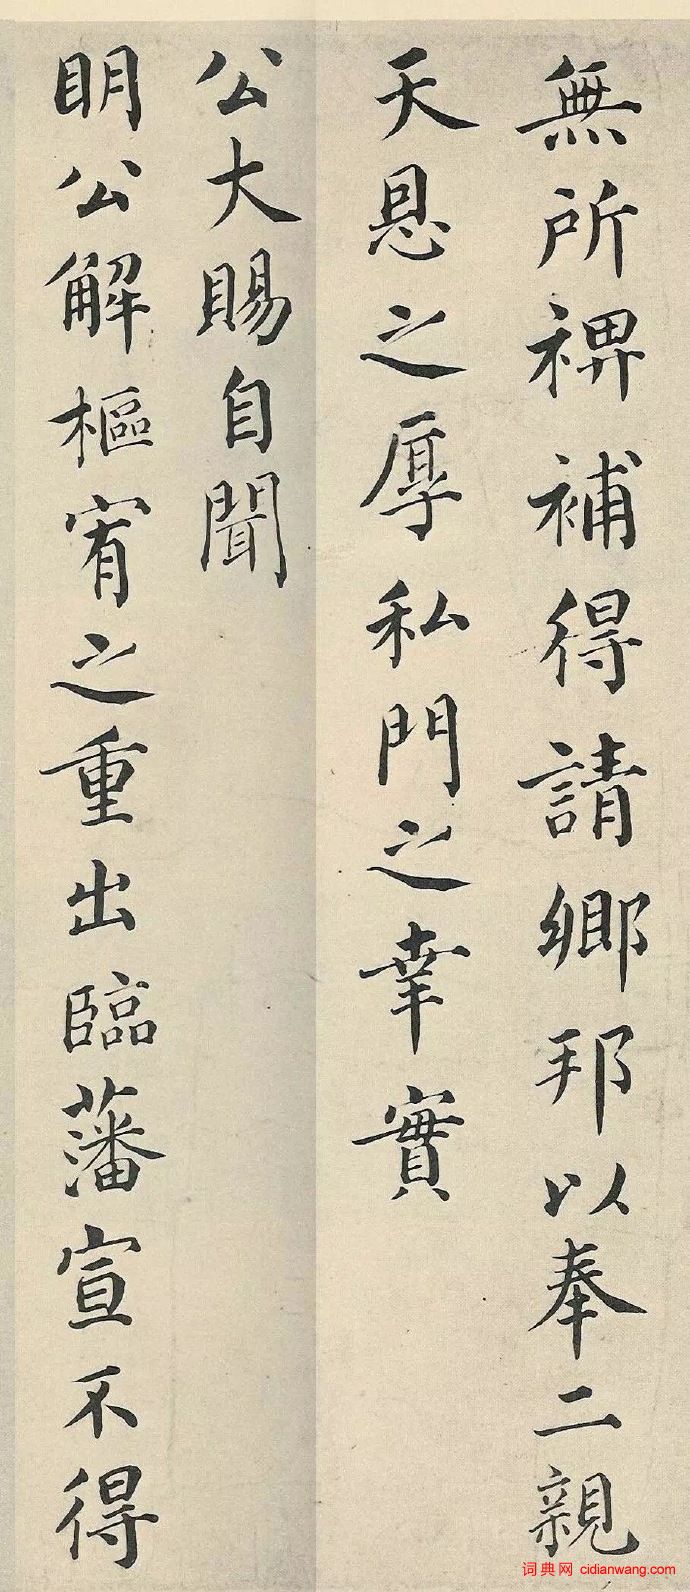 無所裨補得請鄉邦以奉二親
天恩之厚私門之幸實
公大賜自聞
明公解樞宥之重出臨藩宣不得
词典网 cidianwang.com